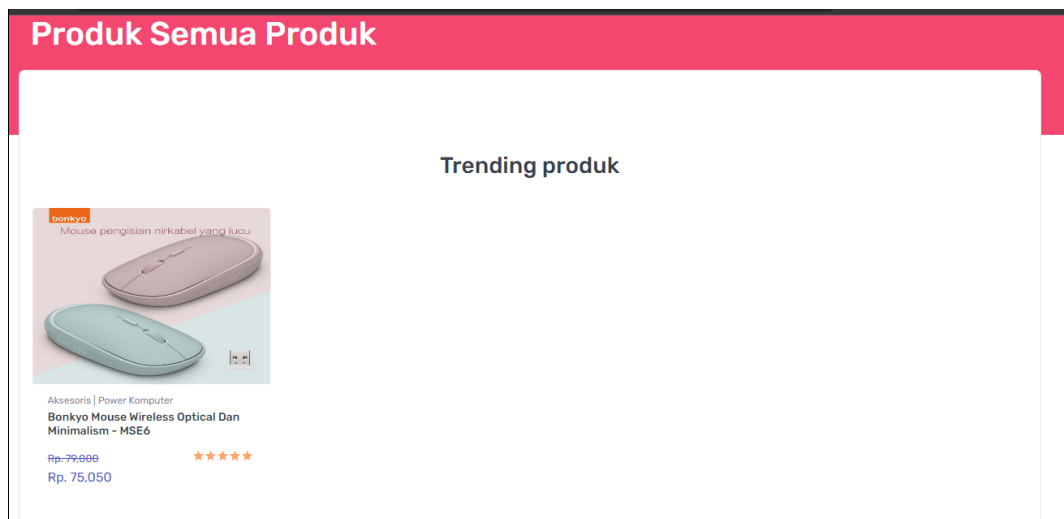 Produk Semua Produk
Trending produk
bonkyo
Mouse pengisian nirkabel yang lucu
Aksesoris | Power Komputer
Bonkyo Mouse Wireless Optical Dan
Minimalism - MSE6
Rp. 79,000
Rp. 75,050